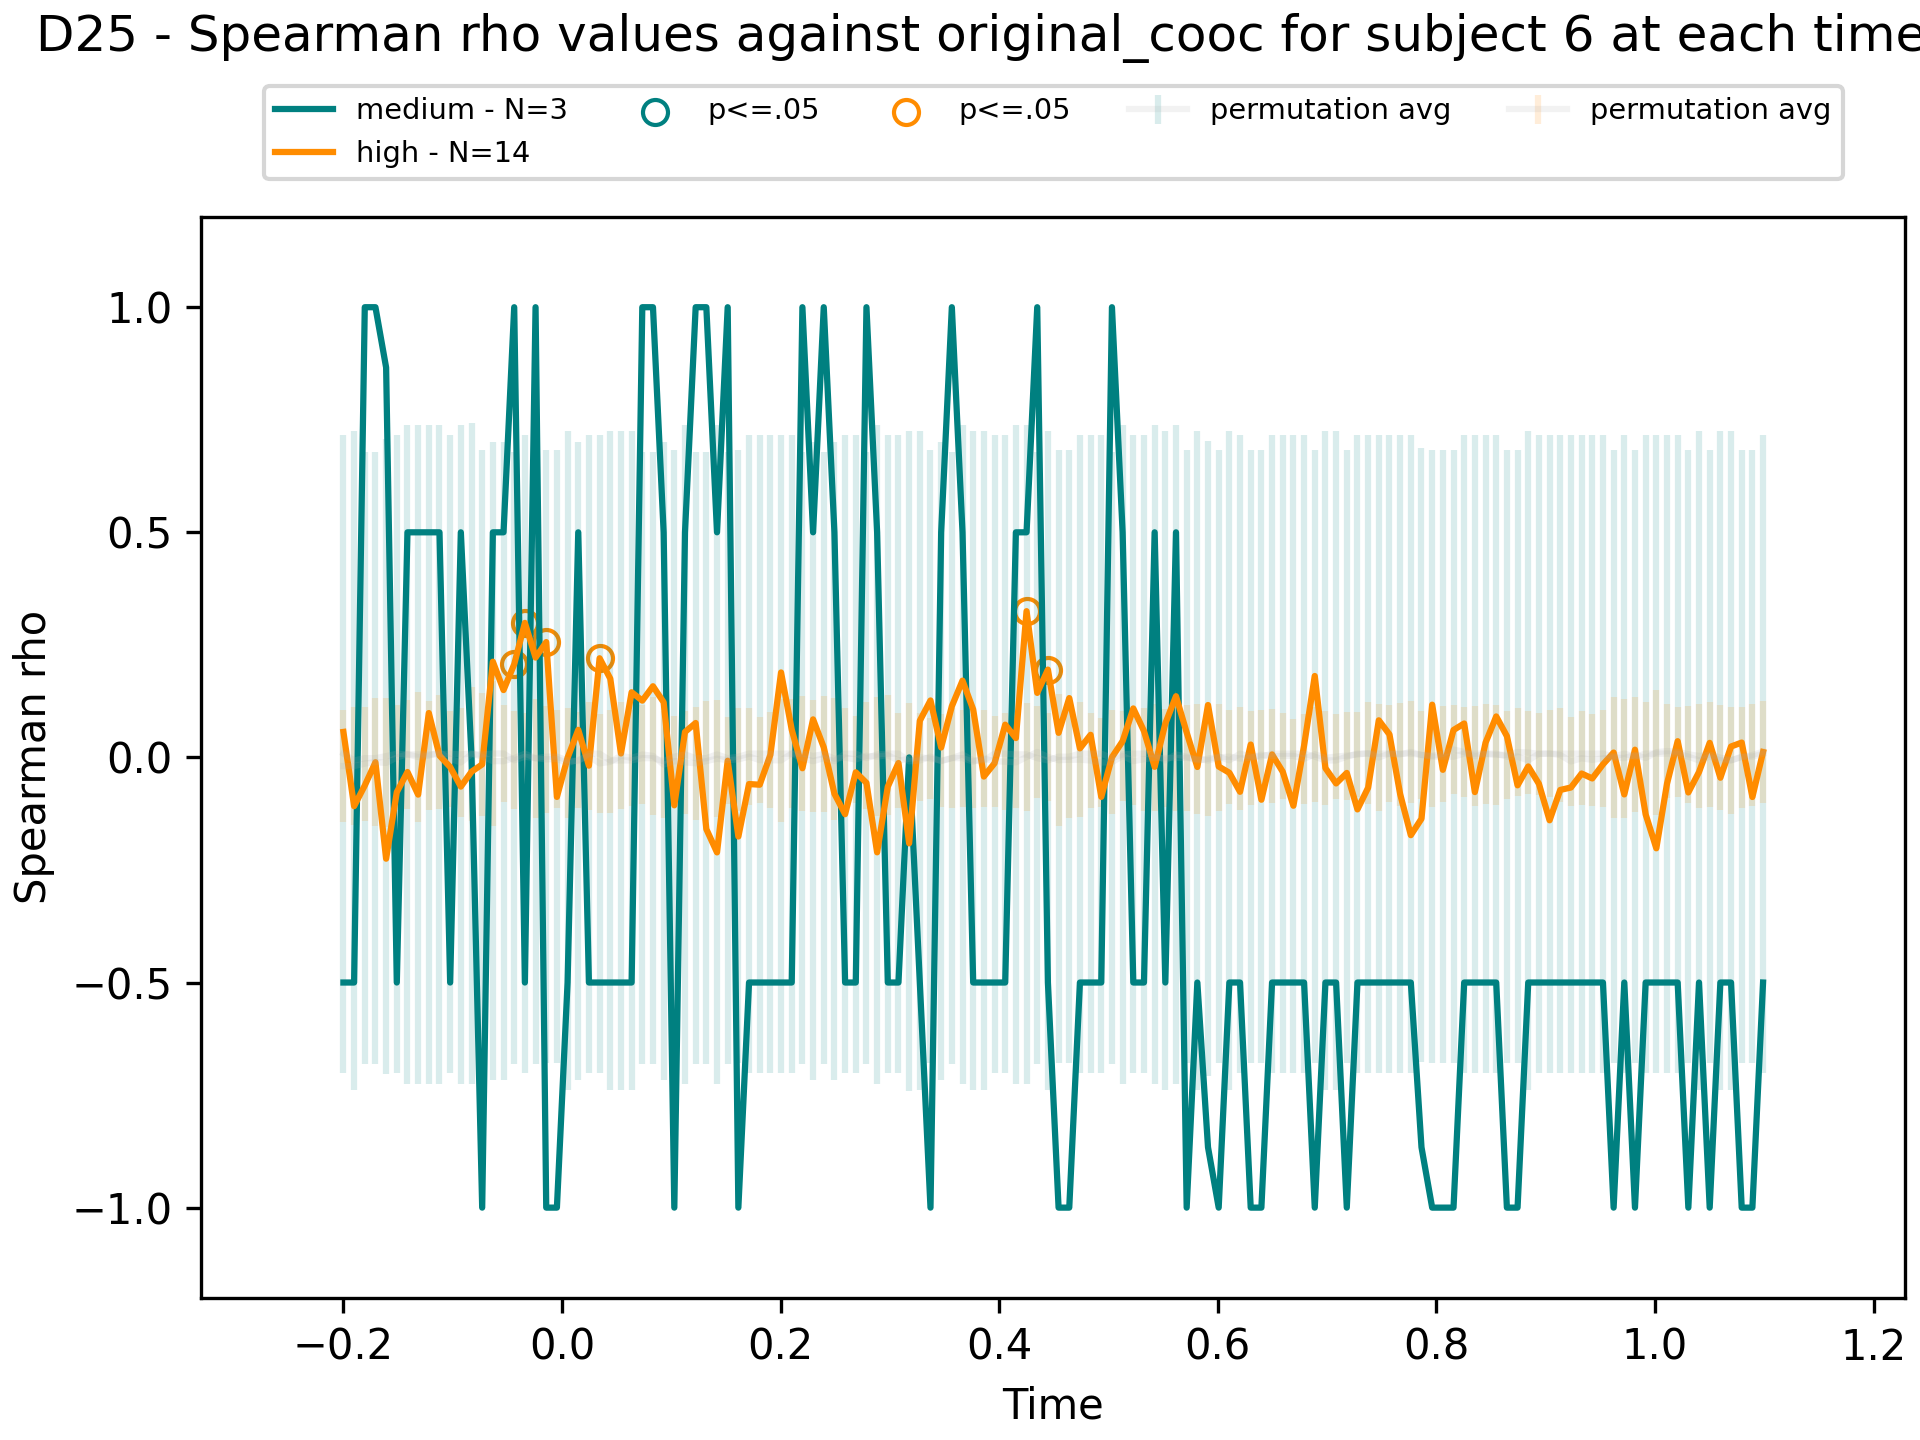 D25 - Spearman rho values against original_cooc for subject 6 at each time
medium - N=3
high - N=14
p<=.05
p<=.05
permutation avg
permutation avg
Spearman rho
1.0
0.5
0.0
−0.5
−1.0
−0.2 0.0 0.2 0.4 0.6 0.8 1.0 1.2
Time